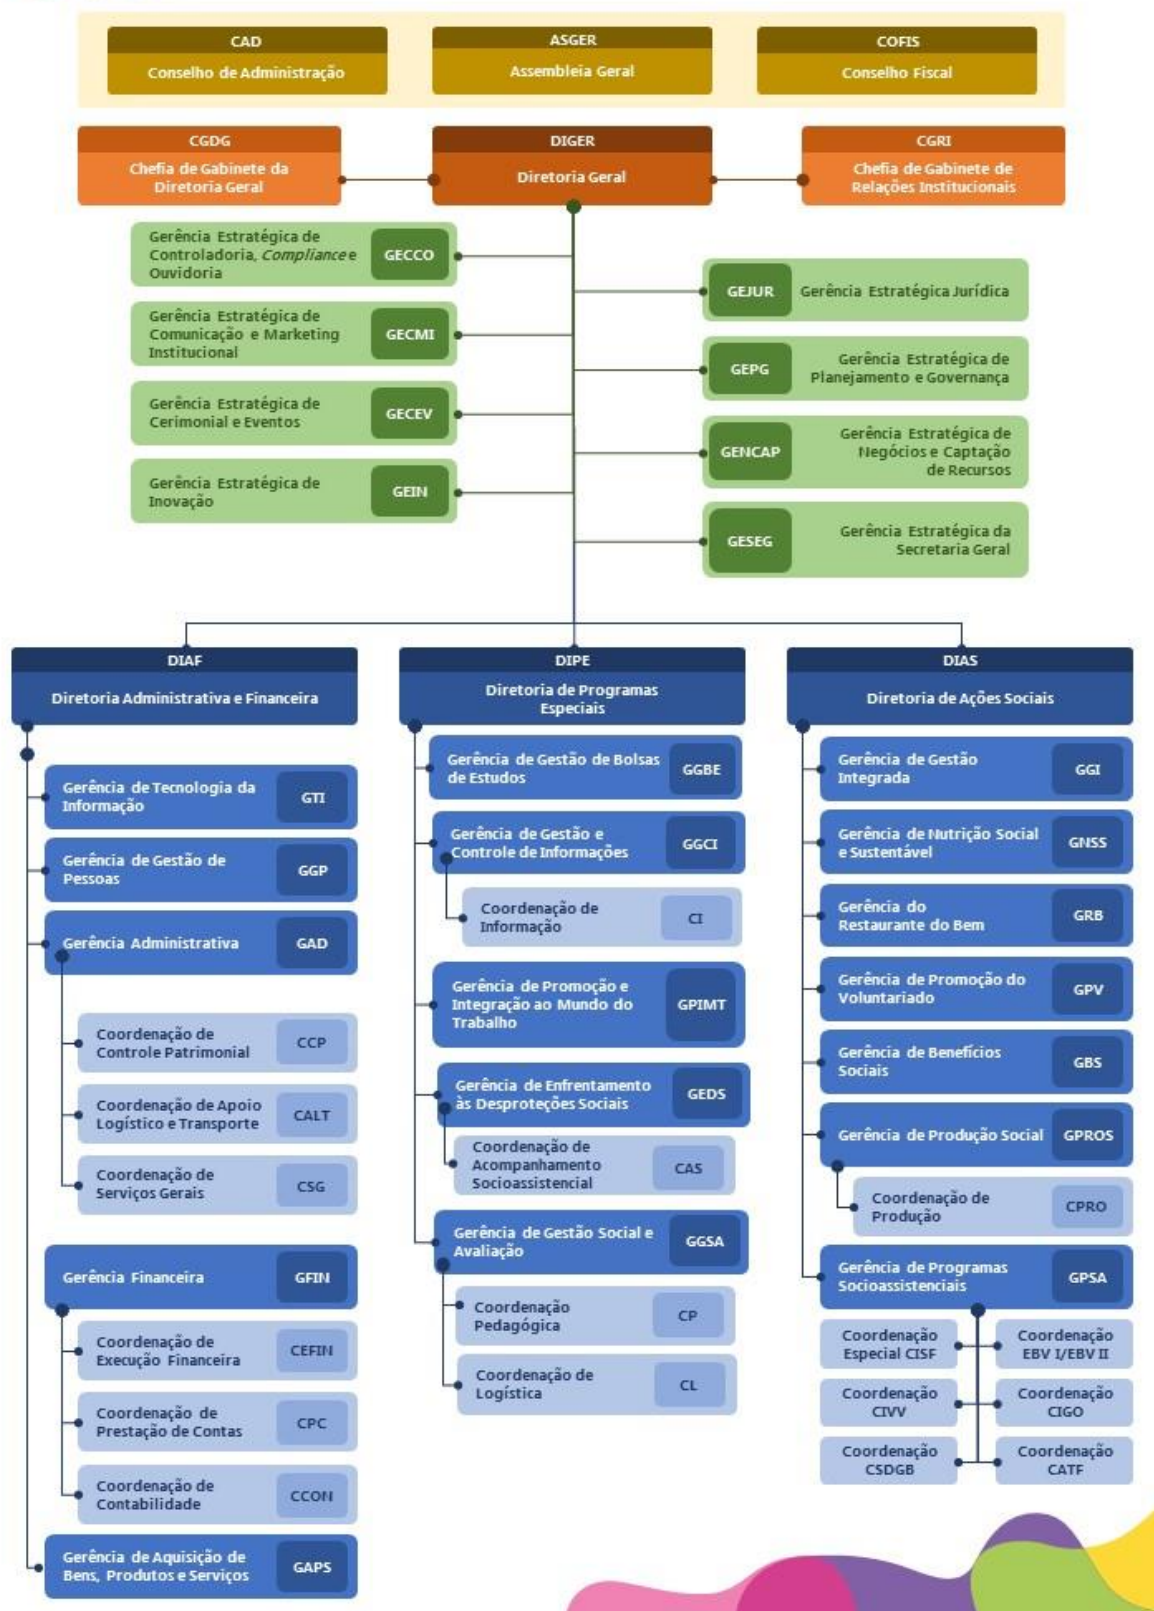 CAD
Conselho de Administração
ASGER
Assembleia Geral
COFIS
Conselho Fiscal
CGDG
Chefia de Gabinete da
Diretoria Geral
DIGER
Diretoria Geral
CGRI
Chefia de Gabinete de
Relações Institucionais
Gerência Estratégica de
Controladoria, Compliance e
Ouvidoria
GECCO
Gerência Estratégica de
Comunicação e Marketing
Institucional
GECMI
Gerência Estratégica de
Cerimonial e Eventos
GECEV
Gerência Estratégica de
Inovação
GEIN
GEJUR
Gerência Estratégica Jurídica
GEPG
Gerência Estratégica de
Planejamento e Governança
GENCAP
Gerência Estratégica de
Negócios e Captação
de Recursos
GESEG
Gerência Estratégica da
Secretaria Geral
DIAF
Diretoria Administrativa e Financeira
Gerência de Tecnologia da
Informação
GTI
Gerência de Gestão de
Pessoas
GGP
Gerência Administrativa
GAD
Coordenação de
Controle Patrimonial
CCP
Coordenação de Apoio
Logístico e Transporte
CALT
Coordenação de
Serviços Gerais
CSG
Gerência Financeira
GFIN
Coordenação de
Execução Financeira
CEFIN
Coordenação de
Prestação de Contas
CPC
Coordenação de
Contabilidade
CCON
Gerência de Aquisição de
Bens, Produtos e Serviços
GAPS
DIPE
Diretoria de Programas
Especiais
Gerência de Gestão de Bolsas
de Estudos
GGBE
Gerência de Gestão e
Controle de Informações
GGCI
Coordenação de
Informação
CI
Gerência de Promoção e
Integração ao Mundo do
Trabalho
GPIMT
Gerência de Enfrentamento
às Desproteções Sociais
GEDS
Coordenação de
Acompanhamento
Socioassistencial
CAS
Gerência de Gestão Social e
Avaliação
GGSA
Coordenação
Pedagógica
CP
Coordenação de
Logística
CL
DIAS
Diretoria de Ações Sociais
Gerência de Gestão
Integrada
GGI
Gerência de Nutrição Social
e Sustentável
GNSS
Gerência do
Restaurante do Bem
GRB
Gerência de Promoção do
Voluntariado
GPV
Gerência de Benefícios
Sociais
GBS
Gerência de Produção Social
GPROS
Coordenação de
Produção
CPRO
Gerência de Programas
Socioassistenciais
GPSA
Coordenação
Especial CISF
Coordenação
EBV I/EBV II
Coordenação
CIVV
Coordenação
CIGO
Coordenação
CSDGB
Coordenação
CATF